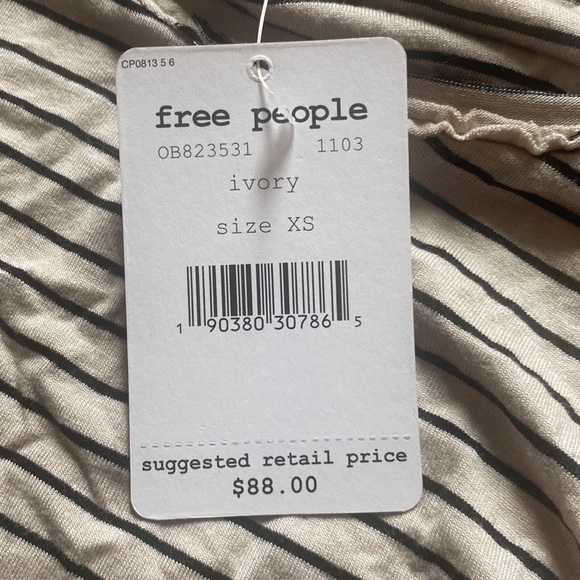 CP0813 5 6
free people
OB823531 1103
ivory
size XS
1 90380 30786 5
suggested retail price
$88.00